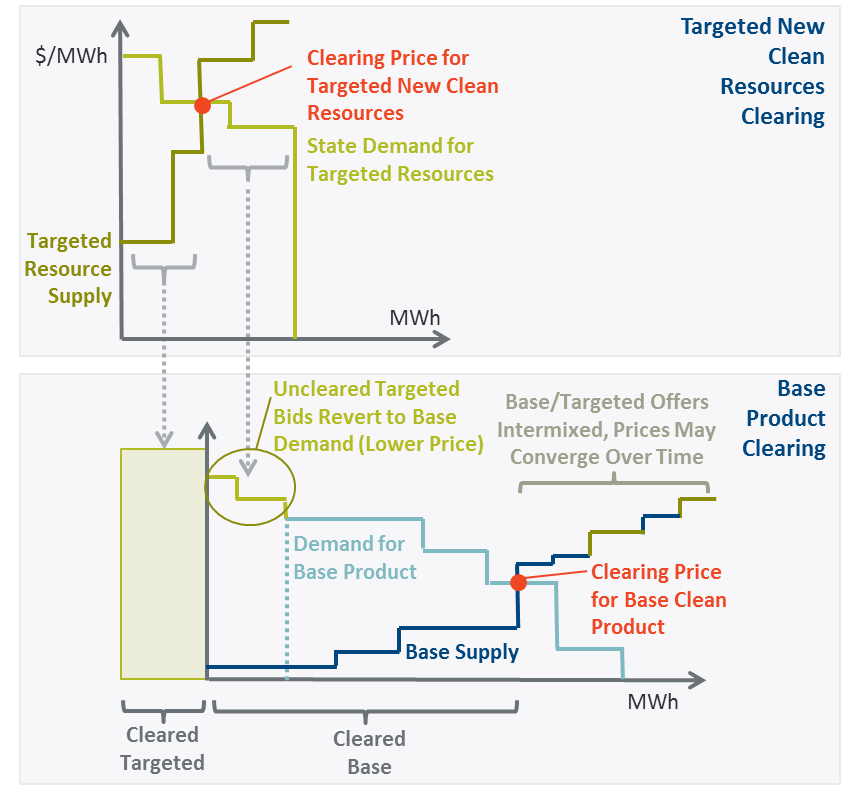 Targeted New
Clean
Resources
Clearing
$/MWh
Clearing Price for
Targeted New Clean
Resources
State Demand for
Targeted Resources
Targeted
Resource
Supply
MWh
Base
Product
Clearing
Uncleared Targeted
Bids Revert to Base
Demand (Lower Price)
Base/Targeted Offers
Intermixed, Prices May
Converge Over Time
Demand for
Base Product
Clearing Price
for Base Clean
Product
Base Supply
MWh
Cleared
Targeted
Cleared
Base